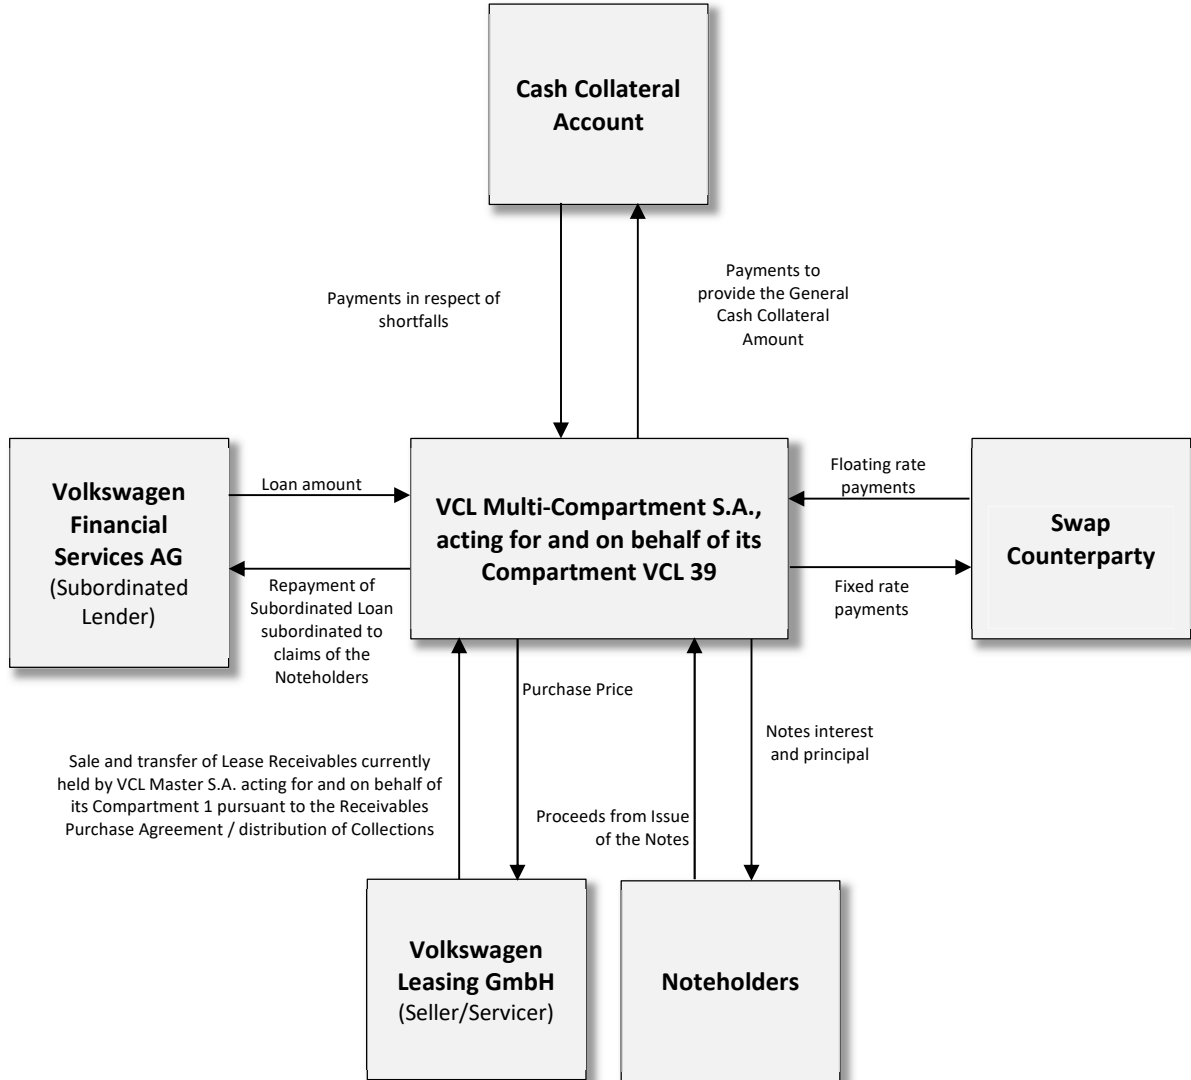 Cash Collateral
Account
Payments in respect of
shortfalls
Payments to
provide the General
Cash Collateral
Amount
Volkswagen
Financial
Services AG
(Subordinated
Lender)
Loan amount
Repayment of
Subordinated Loan
subordinated to
claims of the
Noteholders
VCL Multi-Compartment S.A.,
acting for and on behalf of its
Compartment VCL 39
Floating rate
payments
Fixed rate
payments
Swap
Counterparty
Purchase Price
Sale and transfer of Lease Receivables currently
held by VCL Master S.A. acting for and on behalf of
its Compartment 1 pursuant to the Receivables
Purchase Agreement / distribution of Collections
Proceeds from Issue
of the Notes
Notes interest
and principal
Volkswagen
Leasing GmbH
(Seller/Servicer)
Noteholders